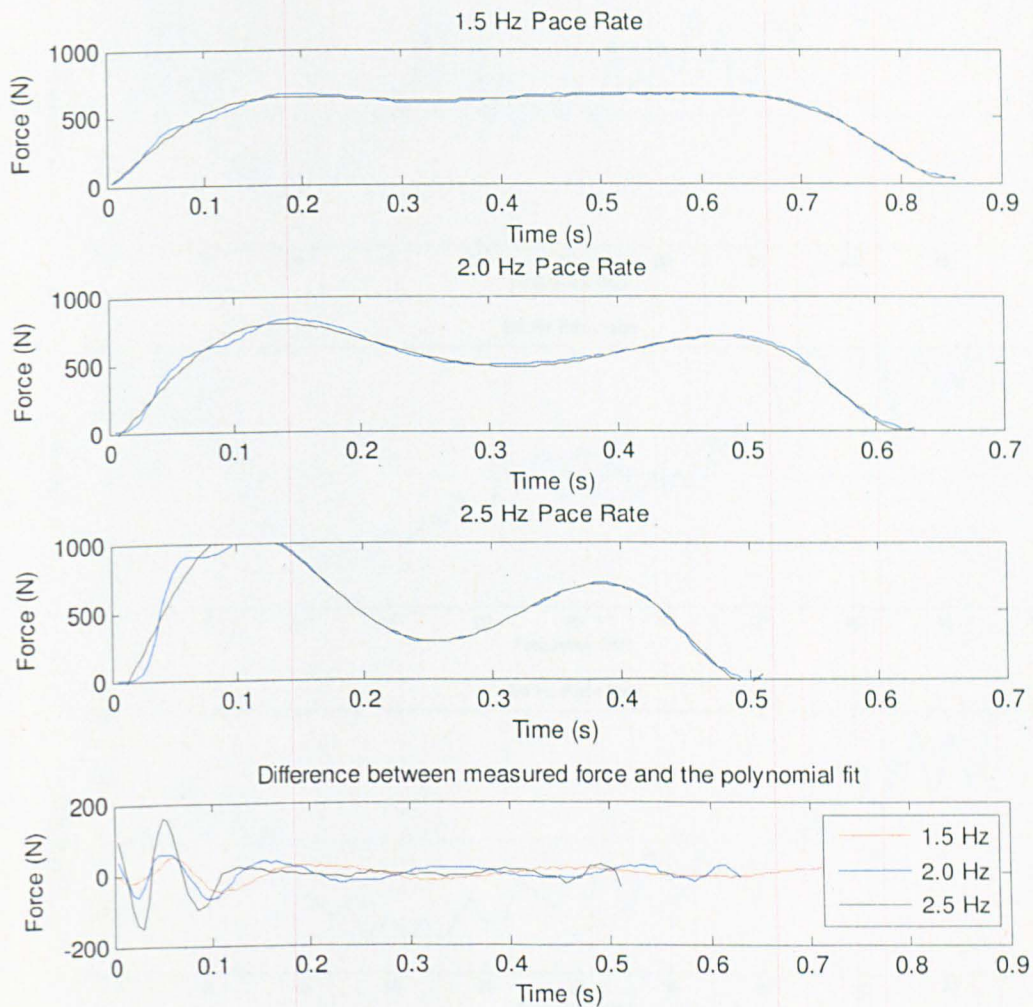 1.5 Hz Pace Rate
1000
500
0
Force (N)
0 0.1 0.2 0.3 0.4 0.5 0.6 0.7 0.8 0.9
Time (s)
2.0 Hz Pace Rate
1000
500
0
Force (N)
0 0.1 0.2 0.3 0.4 0.5 0.6 0.7
Time (s)
2.5 Hz Pace Rate
1000
500
0
Force (N)
0 0.1 0.2 0.3 0.4 0.5 0.6 0.7
Time (s)
Difference between measured force and the polynomial fit
200
0
-200
Force (N)
1.5 Hz
2.0 Hz
2.5 Hz
0 0.1 0.2 0.3 0.4 0.5 0.6 0.7 0.8 0.9
Time (s)